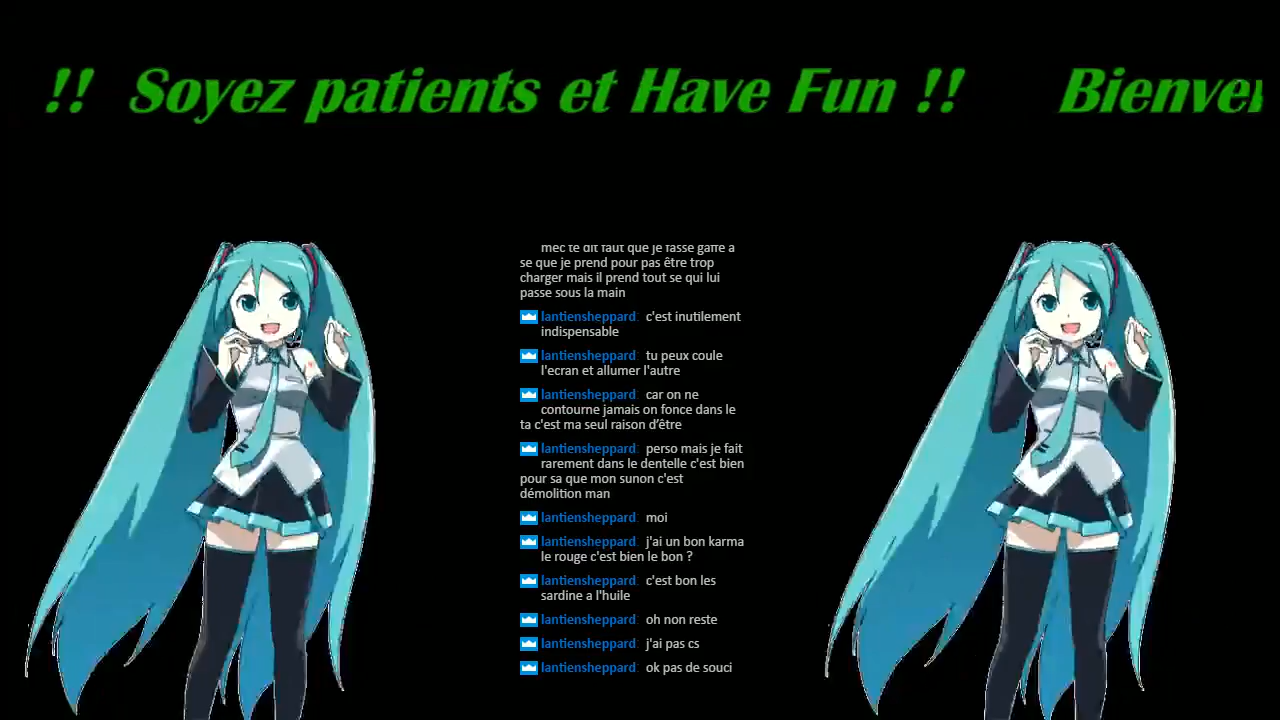 !! Soyez patients et Have Fun !! Bienve
mec te dit faut que je fasse gaffe a
se que je prend pour pas être trop
charger mais il prend tout se qui lui
passe sous la main
lantiensheppard: c'est inutilement
indispensable
lantiensheppard: tu peux coule
l'ecran et allumer l'autre
lantiensheppard: car on ne
contourne jamais on fonce dans le
ta c'est ma seul raison d'être
lantiensheppard: perso mais je fait
rarement dans le dentelle c'est bien
pour sa que mon sunon c'est
démolition man
lantiensheppard: moi
lantiensheppard: j'ai un bon karma
le rouge c'est bien le bon ?
lantiensheppard: c'est bon les
sardine a l'huile
lantiensheppard: oh non reste
lantiensheppard: j'ai pas cs
lantiensheppard: ok pas de souci